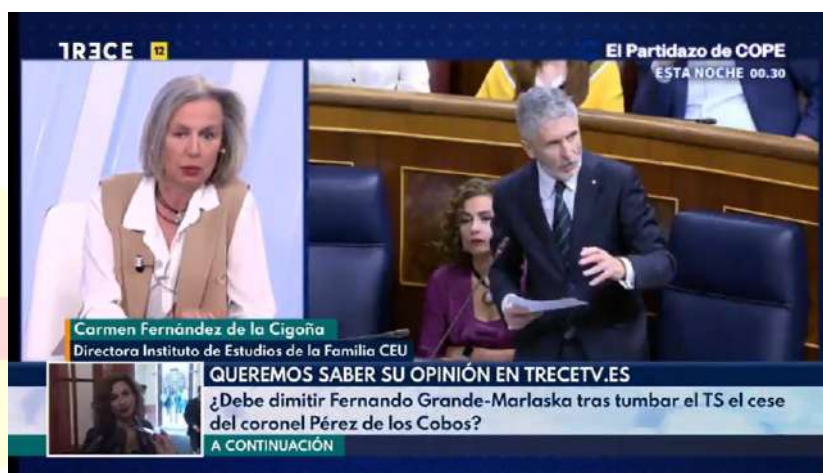 TRECE 12
El Partidazo de COPE
ESTA NOCHE 00.30
Carmen Fernández de la Cigoña
Directora Instituto de Estudios de la Familia CEU
QUEREMOS SABER SU OPINIÓN EN TRECETV.ES
¿Debe dimitir Fernando Grande-Marlaska tras tumbar el TS el cese
del coronel Pérez de los Cobos?
A CONTINUACIÓN